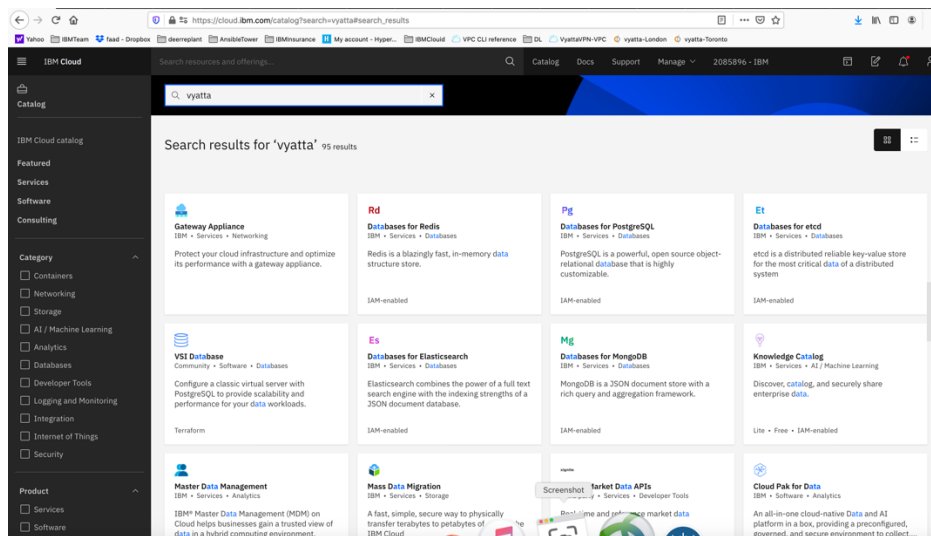 https://cloud.ibm.com/catalog?search=vyatta#search_results
Yahoo IBMTeam faad - Dropbox deerreplant AnsibleTower IBMinsurance My account - Hyper... IBMClouid VPC CLI reference DL VyattaVPN-VPC vyatta-London vyatta-Toronto
IBM Cloud Search resources and offerings... Catalog Docs Support Manage 2085896 - IBM
Catalog
vyatta
IBM Cloud catalog
Featured
Services
Software
Consulting
Category
Containers
Networking
Storage
AI / Machine Learning
Analytics
Databases
Developer Tools
Logging and Monitoring
Integration
Internet of Things
Security
Product
Services
Software
Search results for ‘vyatta’ 95 results
Gateway Appliance
IBM • Services • Networking
Protect your cloud infrastructure and optimize
its performance with a gateway appliance.
Rd
Databases for Redis
IBM • Services • Databases
Redis is a blazingly fast, in-memory data
structure store.
IAM-enabled
Pg
Databases for PostgreSQL
IBM • Services • Databases
PostgreSQL is a powerful, open source object-
relational database that is highly
customizable.
IAM-enabled
Et
Databases for etcd
IBM • Services • Databases
etcd is a distributed reliable key-value store
for the most critical data of a distributed
system
IAM-enabled
VSI Database
Community • Software • Databases
Configure a classic virtual server with
PostgreSQL to provide scalability and
performance for your data workloads.
Terraform
Es
Databases for Elasticsearch
IBM • Services • Databases
Elasticsearch combines the power of a full text
search engine with the indexing strengths of a
JSON document database.
IAM-enabled
Mg
Databases for MongoDB
IBM • Services • Databases
MongoDB is a JSON document store with a
rich query and aggregation framework.
IAM-enabled
Knowledge Catalog
IBM • Services • AI / Machine Learning
Discover, catalog, and securely share
enterprise data.
Lite • Free • IAM-enabled
Master Data Management
IBM • Services • Analytics
IBM® Master Data Management (MDM) on
Cloud helps businesses gain a trusted view of
data in a hybrid computing environment.
Mass Data Migration
IBM • Services • Storage
A fast, simple, secure way to physically
transfer terabytes to petabytes of
IBM Cloud
Market Data APIs
Services • Developer Tools
Real-time and reference market data
Screenshot
Cloud Pak for Data
IBM • Software • Analytics
An all-in-one cloud-native Data and AI
platform in a box, providing a preconfigured,
governed, and secure environment to collect...